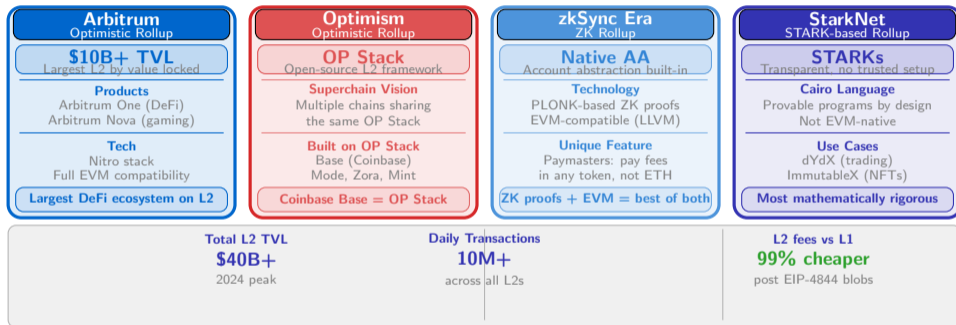 Arbitrum
Optimistic Rollup
$10B+ TVL
Largest L2 by value locked
Products
Arbitrum One (DeFi)
Arbitrum Nova (gaming)
Tech
Nitro stack
Full EVM compatibility
Largest DeFi ecosystem on L2
Optimism
Optimistic Rollup
OP Stack
Open-source L2 framework
Superchain Vision
Multiple chains sharing
the same OP Stack
Built on OP Stack
Base (Coinbase)
Mode, Zora, Mint
Coinbase Base = OP Stack
zkSync Era
ZK Rollup
Native AA
Account abstraction built-in
Technology
PLONK-based ZK proofs
EVM-compatible (LLVM)
Unique Feature
Paymasters: pay fees
in any token, not ETH
ZK proofs + EVM = best of both
StarkNet
STARK-based Rollup
STARKs
Transparent, no trusted setup
Cairo Language
Provable programs by design
Not EVM-native
Use Cases
dYdX (trading)
ImmutableX (NFTs)
Most mathematically rigorous
Total L2 TVL
$40B+
2024 peak
Daily Transactions
10M+
across all L2s
L2 fees vs L1
99% cheaper
post EIP-4844 blobs